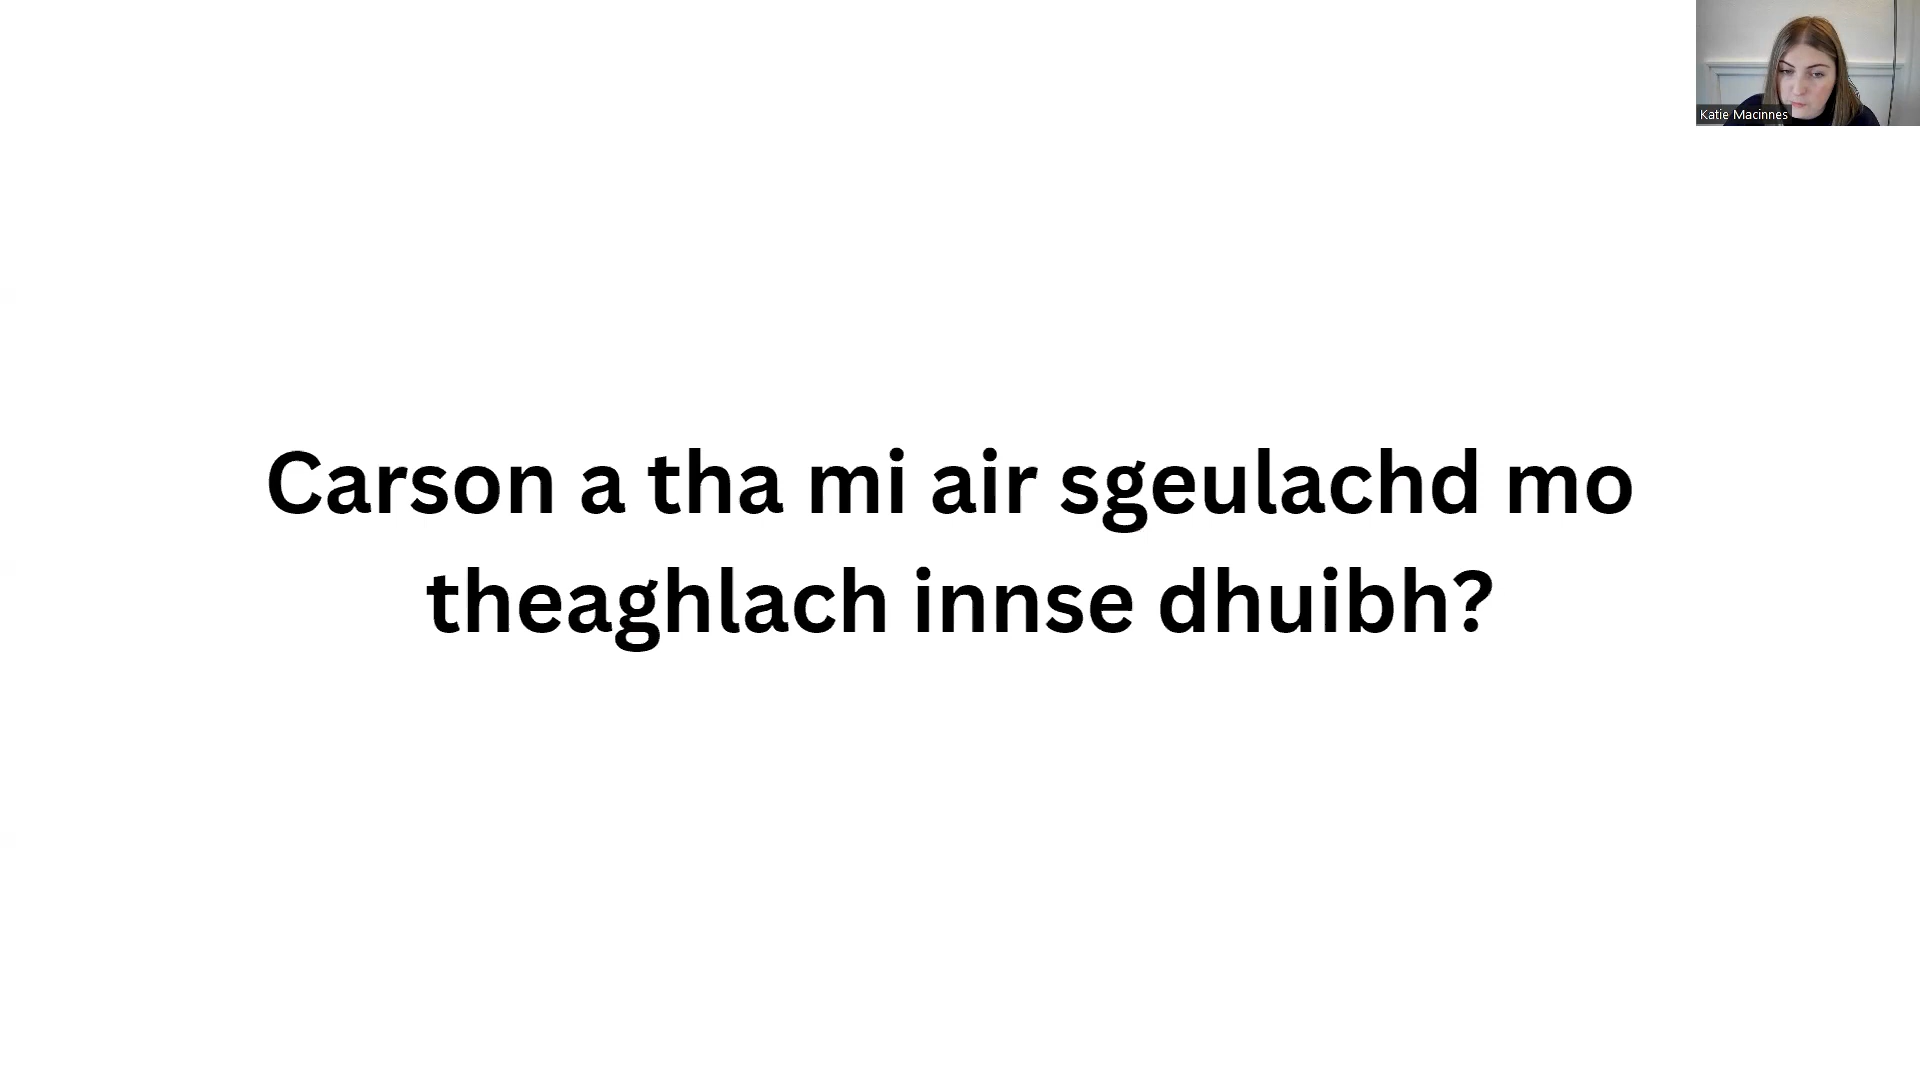 Katie Macinnes
Carson a tha mi air sgeulachd mo
theaghlach innse dhuibh?